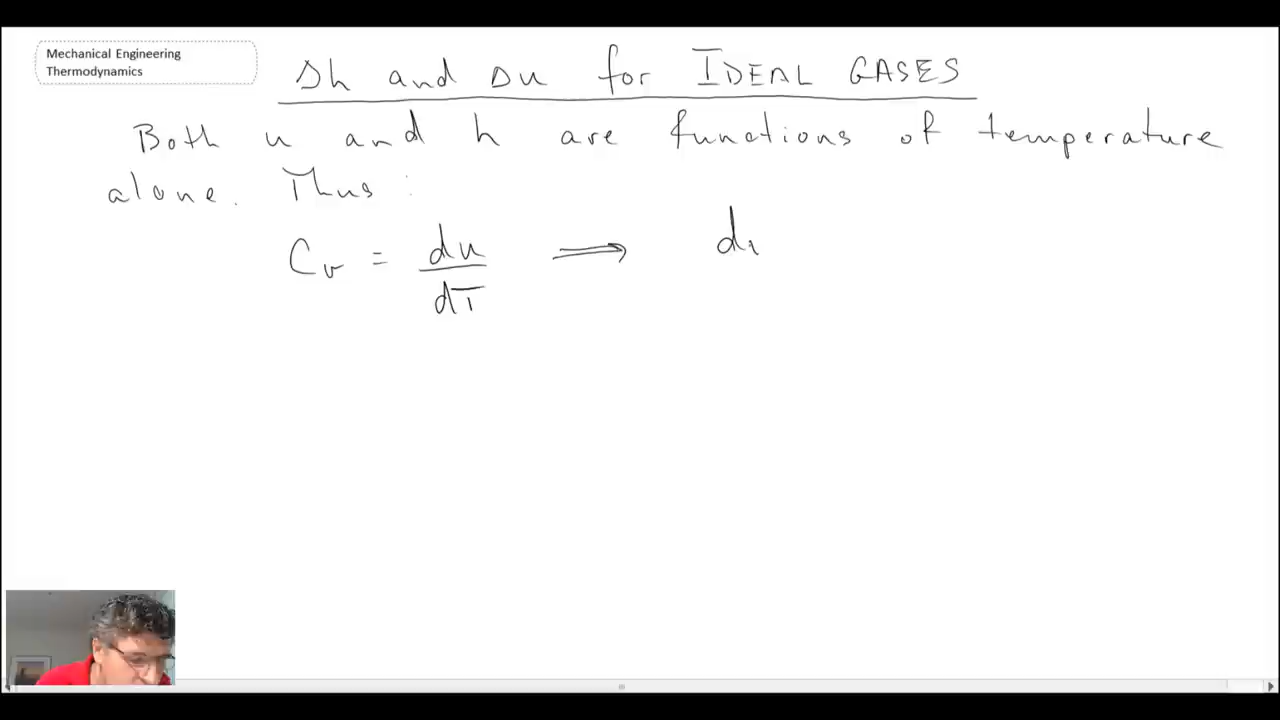 Mechanical Engineering
Thermodynamics
Δh and Δu for IDEAL GASES
Both u and h are functions of temperature
alone. Thus :
Cv = du/dT ⟹ d